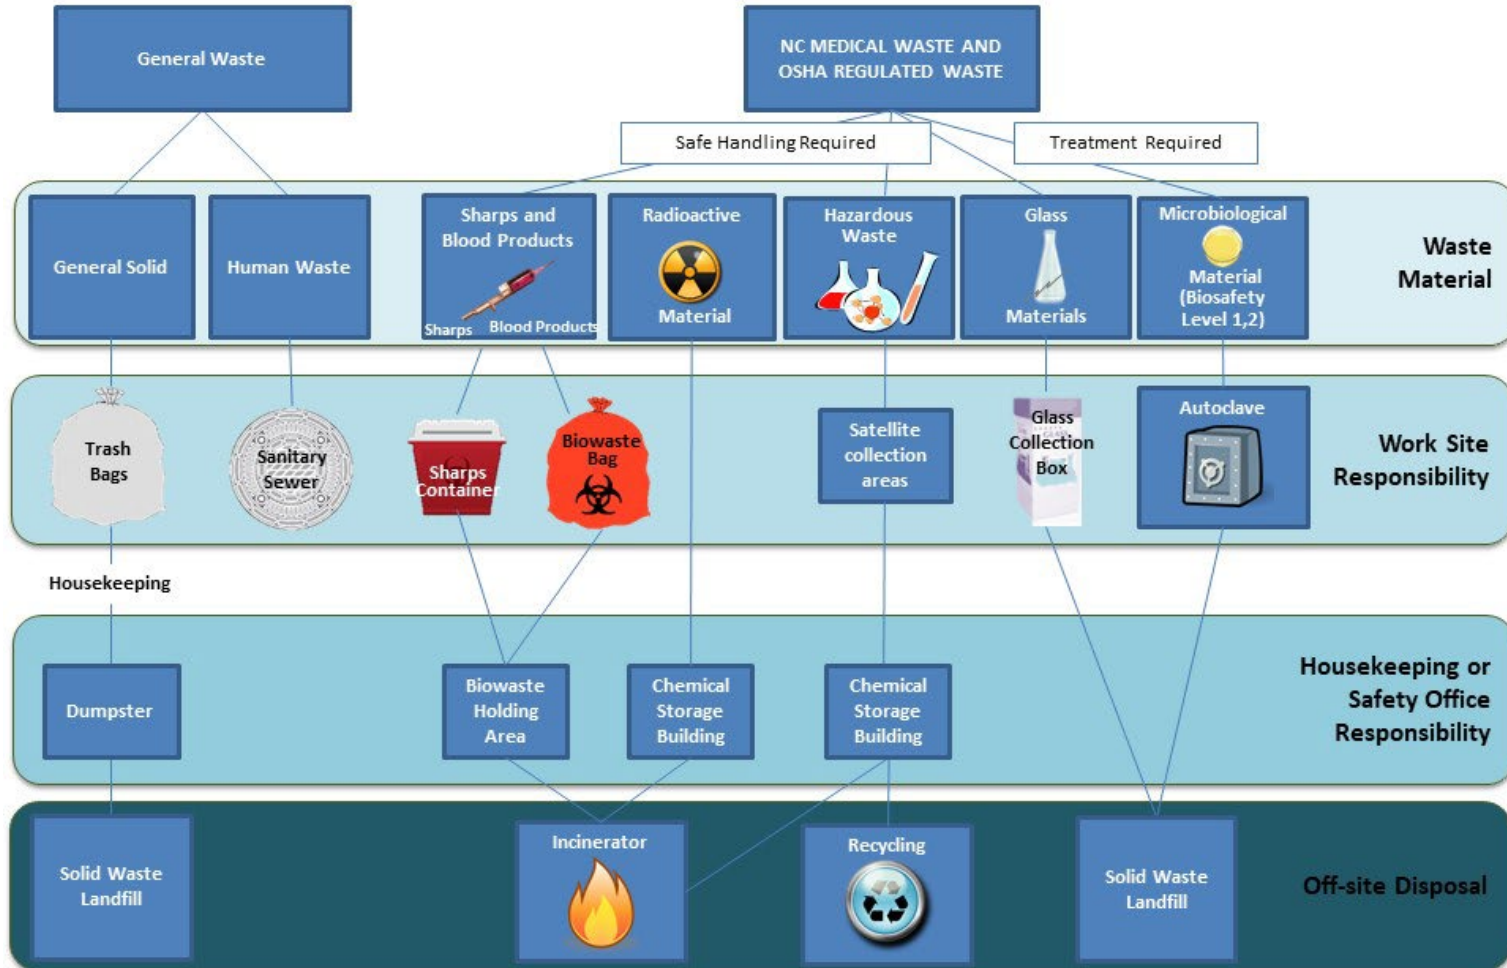 General Waste
NC MEDICAL WASTE AND
OSHA REGULATED WASTE
Safe Handling Required
Treatment Required
General Solid
Human Waste
Sharps and
Blood Products
Sharps
Blood Products
Radioactive
Material
Hazardous
Waste
Glass
Materials
Microbiological
Material
(Biosafety
Level 1,2)
Waste
Material
Trash
Bags
Sanitary
Sewer
Sharps
Container
Biowaste
Bag
Satellite
collection
areas
Glass
Collection
Box
Autoclave
Work Site
Responsibility
Housekeeping
Dumpster
Biowaste
Holding
Area
Chemical
Storage
Building
Chemical
Storage
Building
Housekeeping or
Safety Office
Responsibility
Solid Waste
Landfill
Incinerator
Recycling
Solid Waste
Landfill
Off-site Disposal